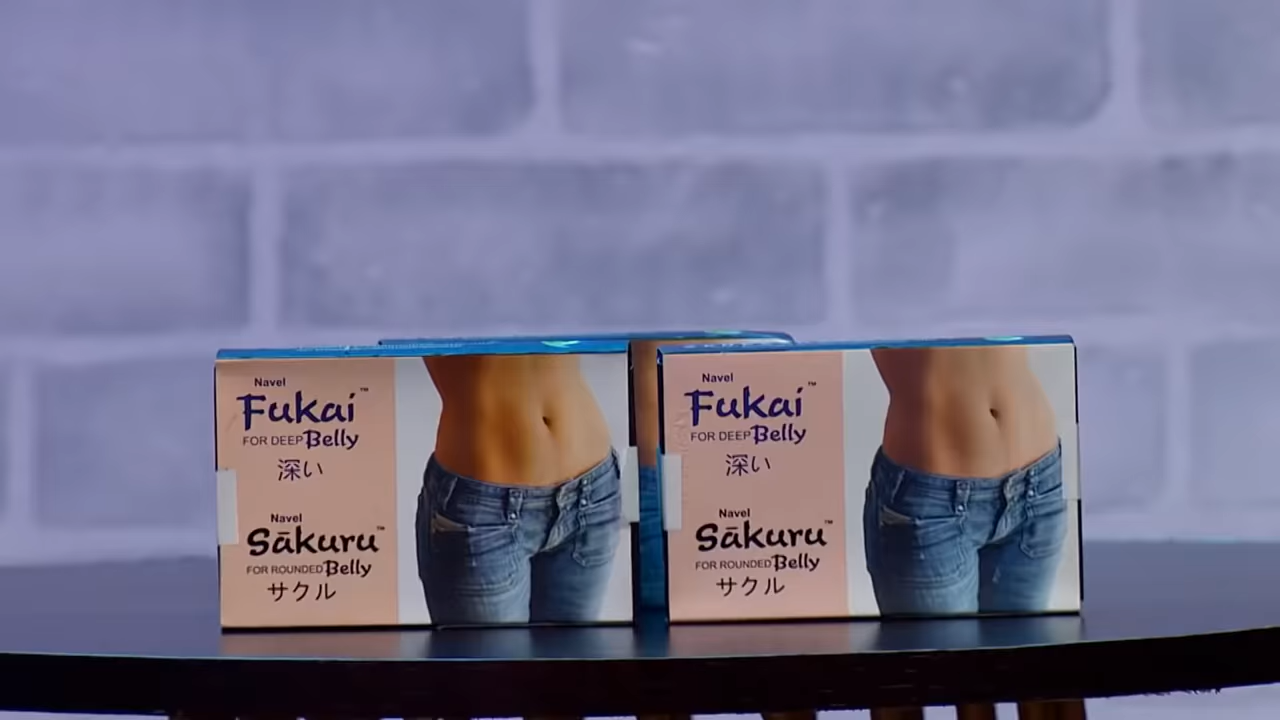 Navel
Fukai™
FOR DEEP Belly
深い
Navel
Sākuru™
FOR ROUNDED Belly
サクル
Navel
Fukai™
FOR DEEP Belly
深い
Navel
Sākuru™
FOR ROUNDED Belly
サクル